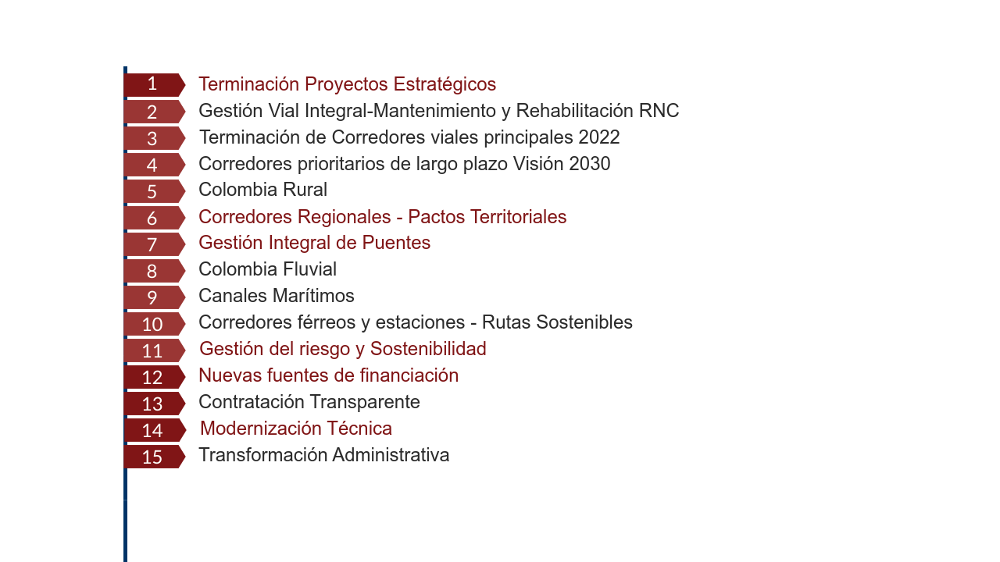 1 Terminación Proyectos Estratégicos
2 Gestión Vial Integral-Mantenimiento y Rehabilitación RNC
3 Terminación de Corredores viales principales 2022
4 Corredores prioritarios de largo plazo Visión 2030
5 Colombia Rural
6 Corredores Regionales - Pactos Territoriales
7 Gestión Integral de Puentes
8 Colombia Fluvial
9 Canales Marítimos
10 Corredores férreos y estaciones - Rutas Sostenibles
11 Gestión del riesgo y Sostenibilidad
12 Nuevas fuentes de financiación
13 Contratación Transparente
14 Modernización Técnica
15 Transformación Administrativa